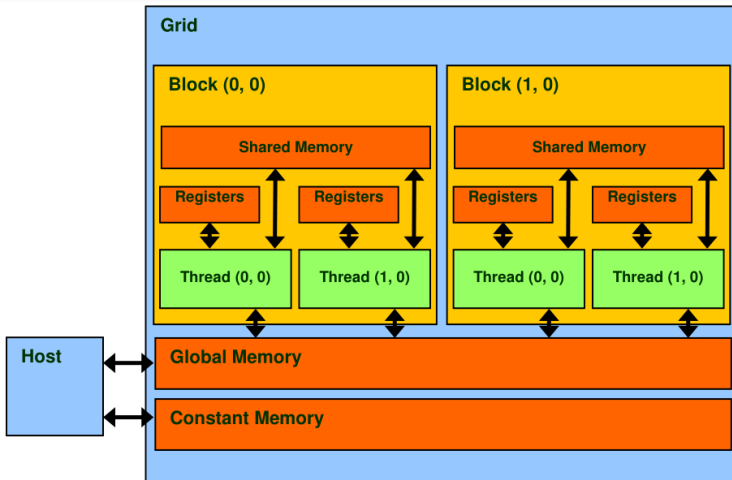 Grid
Block (0, 0)
Block (1, 0)
Shared Memory
Shared Memory
Registers
Registers
Registers
Registers
Thread (0, 0)
Thread (1, 0)
Thread (0, 0)
Thread (1, 0)
Host
Global Memory
Constant Memory